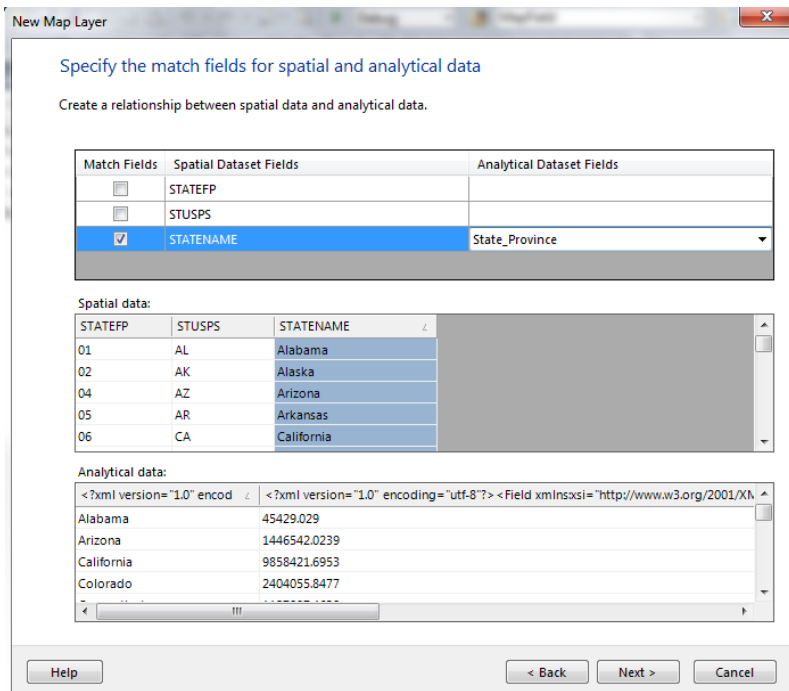 New Map Layer
Specify the match fields for spatial and analytical data
Create a relationship between spatial data and analytical data.
Match Fields Spatial Dataset Fields Analytical Dataset Fields
STATEFP
STUSPS
STATENAME State_Province
Spatial data:
STATEFP STUSPS STATENAME
01 AL Alabama
02 AK Alaska
04 AZ Arizona
05 AR Arkansas
06 CA California
Analytical data:
<?xml version="1.0" encod <?xml version="1.0" encoding="utf-8"?> <Field xmlns:xsi="http://www.w3.org/2001/XM
Alabama 45429.029
Arizona 1446542.0239
California 9858421.6953
Colorado 2404055.8477
Help < Back Next > Cancel